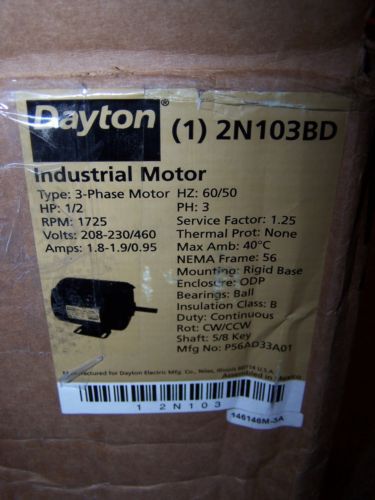 Dayton®
(1) 2N103BD
Industrial Motor
Type: 3-Phase Motor
HP: 1/2
RPM: 1725
Volts: 208-230/460
Amps: 1.8-1.9/0.95
HZ: 60/50
PH: 3
Service Factor: 1.25
Thermal Prot: None
Max Amb: 40°C
NEMA Frame: 56
Mounting: Rigid Base
Enclosure: ODP
Bearings: Ball
Insulation Class: B
Duty: Continuous
Rot: CW/CCW
Shaft: 5/8 Key
Mfg No: P56AD33A01
Manufactured for Dayton Electric Mfg. Co., Niles, Illinois 60714 U.S.A.
Assembled in Mexico
1 2N103
146146M-3A